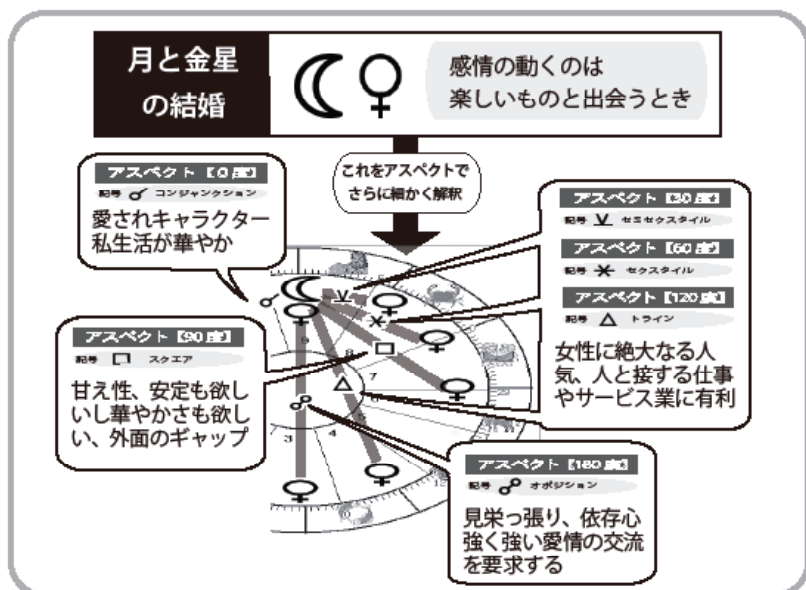 月と金星
の結婚
感情の動くのは
楽しいものと出会うとき
これをアスペクトで
さらに細かく解釈
アスペクト【0度】
記号 ☌ コンジャンクション
愛されキャラクター
私生活が華やか
アスペクト【30度】
記号 ⚺ セミセクスタイル
アスペクト【60度】
記号 ⚹ セクスタイル
アスペクト【120度】
記号 △ トライン
女性に絶大なる人
気、人と接する仕事
やサービス業に有利
アスペクト【90度】
記号 □ スクエア
甘え性、安定も欲し
いし華やかさも欲し
い、外面のギャップ
アスペクト【180度】
記号 ☍ オポジション
見栄っ張り、依存心
強く強い愛情の交流
を要求する
9
8
7
6
5
4
3